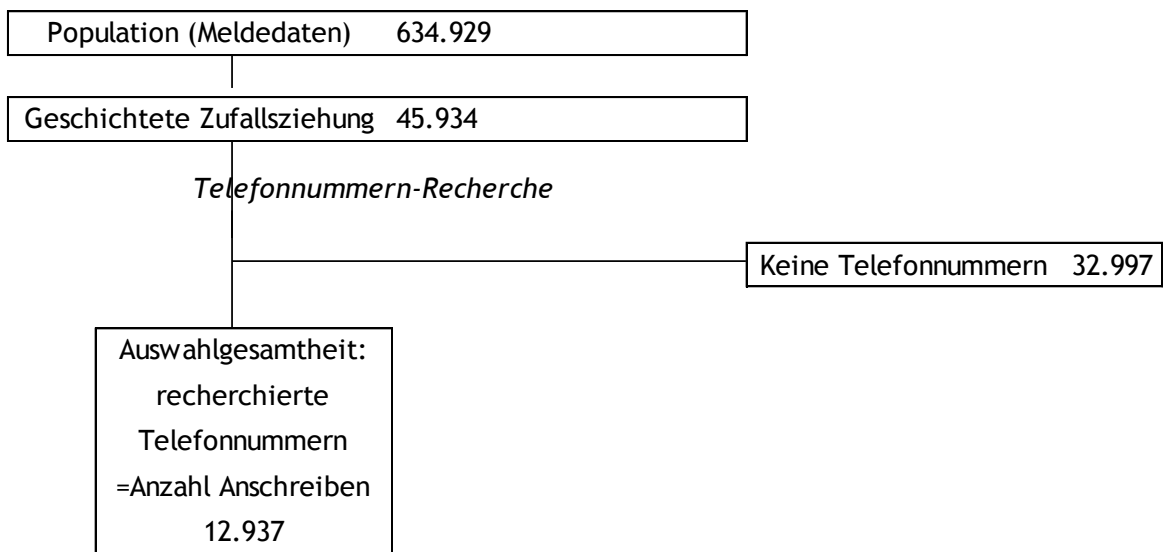 Population (Meldedaten) 634.929
Geschichtete Zufallsziehung 45.934
Telefonnummern-Recherche
Keine Telefonnummern 32.997
Auswahlgesamtheit:
recherchierte
Telefonnummern
=Anzahl Anschreiben
12.937